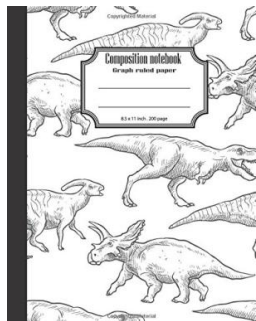 Copyrighted Material
Composition notebook
Graph ruled paper
8.5 x 11 inch. 200 page
Copyrighted Material